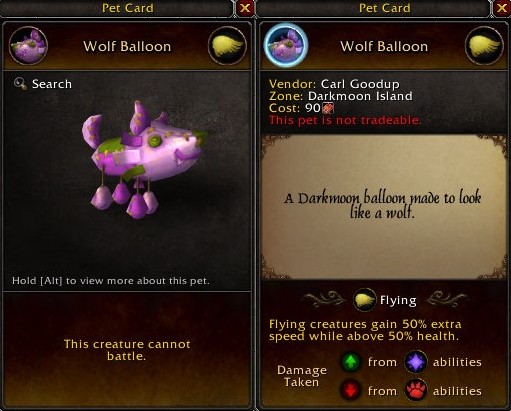 Pet Card
Wolf Balloon
Search
Hold [Alt] to view more about this pet.
This creature cannot
battle.
Pet Card
Wolf Balloon
Vendor: Carl Goodup
Zone: Darkmoon Island
Cost: 90
This pet is not tradeable.
A Darkmoon balloon made to look
like a wolf.
Flying
Flying creatures gain 50% extra
speed while above 50% health.
Damage
Taken
from abilities
from abilities